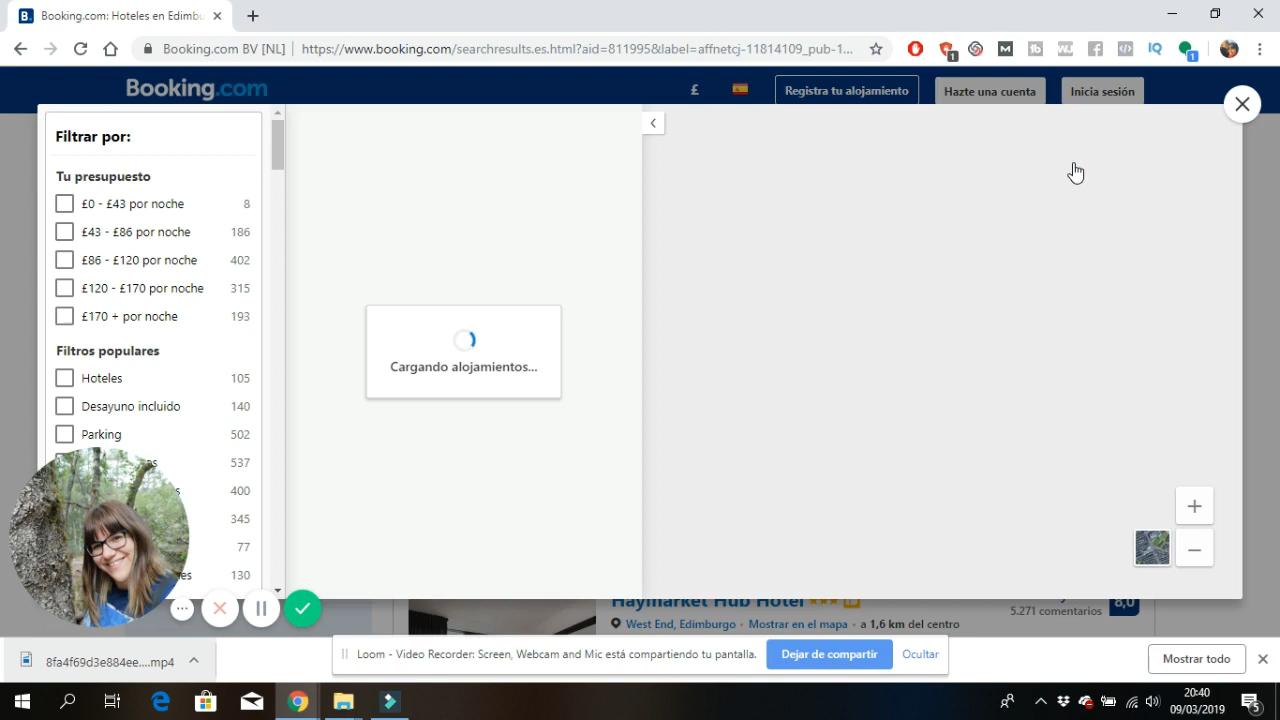 Booking.com: Hoteles en Edimbu
Booking.com BV [NL] | https://www.booking.com/searchresults.es.html?aid=811995&label=affnetcj-11814109_pub-1...
Booking.com £ Registra tu alojamiento Hazte una cuenta Inicia sesión
Filtrar por:
Tu presupuesto
£0 - £43 por noche 8
£43 - £86 por noche 186
£86 - £120 por noche 402
£120 - £170 por noche 315
£170 + por noche 193
Filtros populares
Hoteles 105
Desayuno incluido 140
Parking 502
537
400
345
77
es 130
Cargando alojamientos...
Haymarket Hub Hotel
5.271 comentarios 8,0
West End, Edimburgo • Mostrar en el mapa • a 1,6 km del centro
Loom - Video Recorder: Screen, Webcam and Mic está compartiendo tu pantalla. Dejar de compartir Ocultar
8fa4f69d3e884ee....mp4 Mostrar todo
20:40
09/03/2019
5